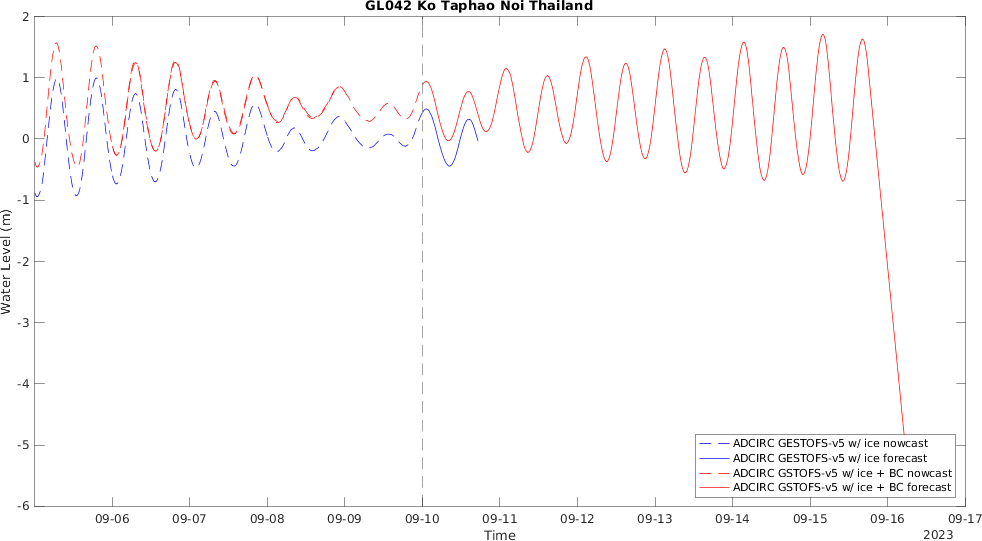 GL042 Ko Taphao Noi Thailand
2
1
0
-1
-2
-3
-4
-5
-6
Water Level (m)
ADCIRC GESTOFS-v5 w/ ice nowcast
ADCIRC GESTOFS-v5 w/ ice forecast
ADCIRC GSTOFS-v5 w/ ice + BC nowcast
ADCIRC GSTOFS-v5 w/ ice + BC forecast
09-06 09-07 09-08 09-09 09-10 09-11 09-12 09-13 09-14 09-15 09-16 09-17
Time
2023